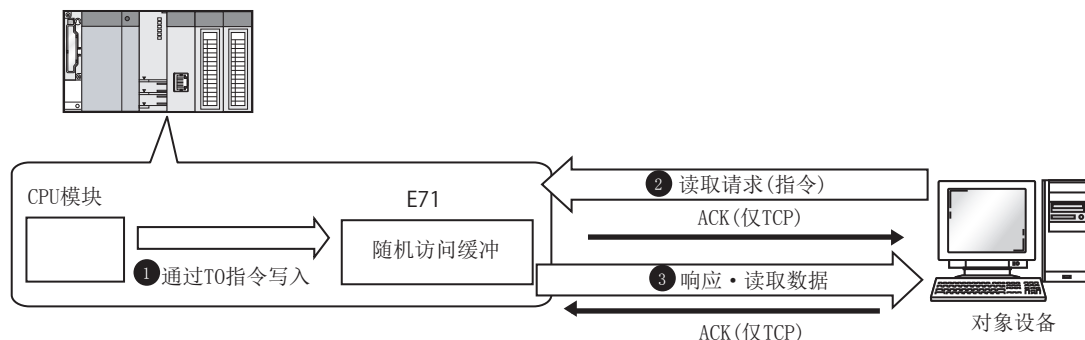 ❷ 读取请求(指令)
CPU模块
E71
ACK(仅TCP)
随机访问缓冲
❶通过TO指令写入
❸ 响应・读取数据
ACK(仅TCP)
对象设备